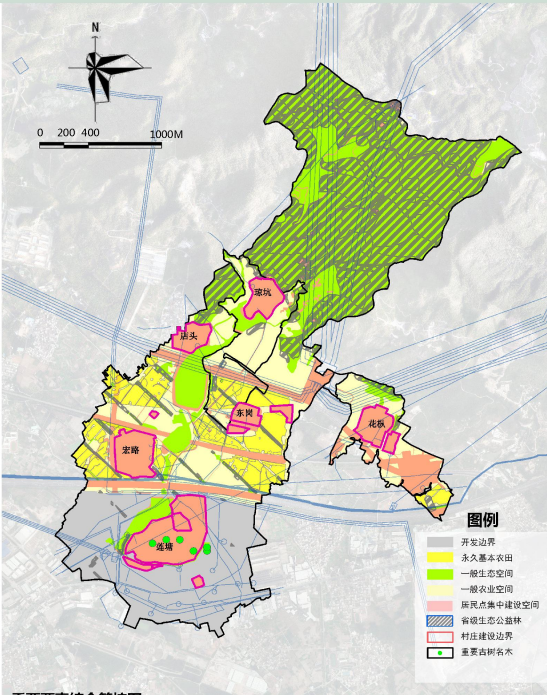 N
0 200 400 1000M
琼坑
店头
东岗
花枞
宏路
莲塘
图例
开发边界
永久基本农田
一般生态空间
一般农业空间
居民点集中建设空间
省级生态公益林
村庄建设边界
重要古树名木